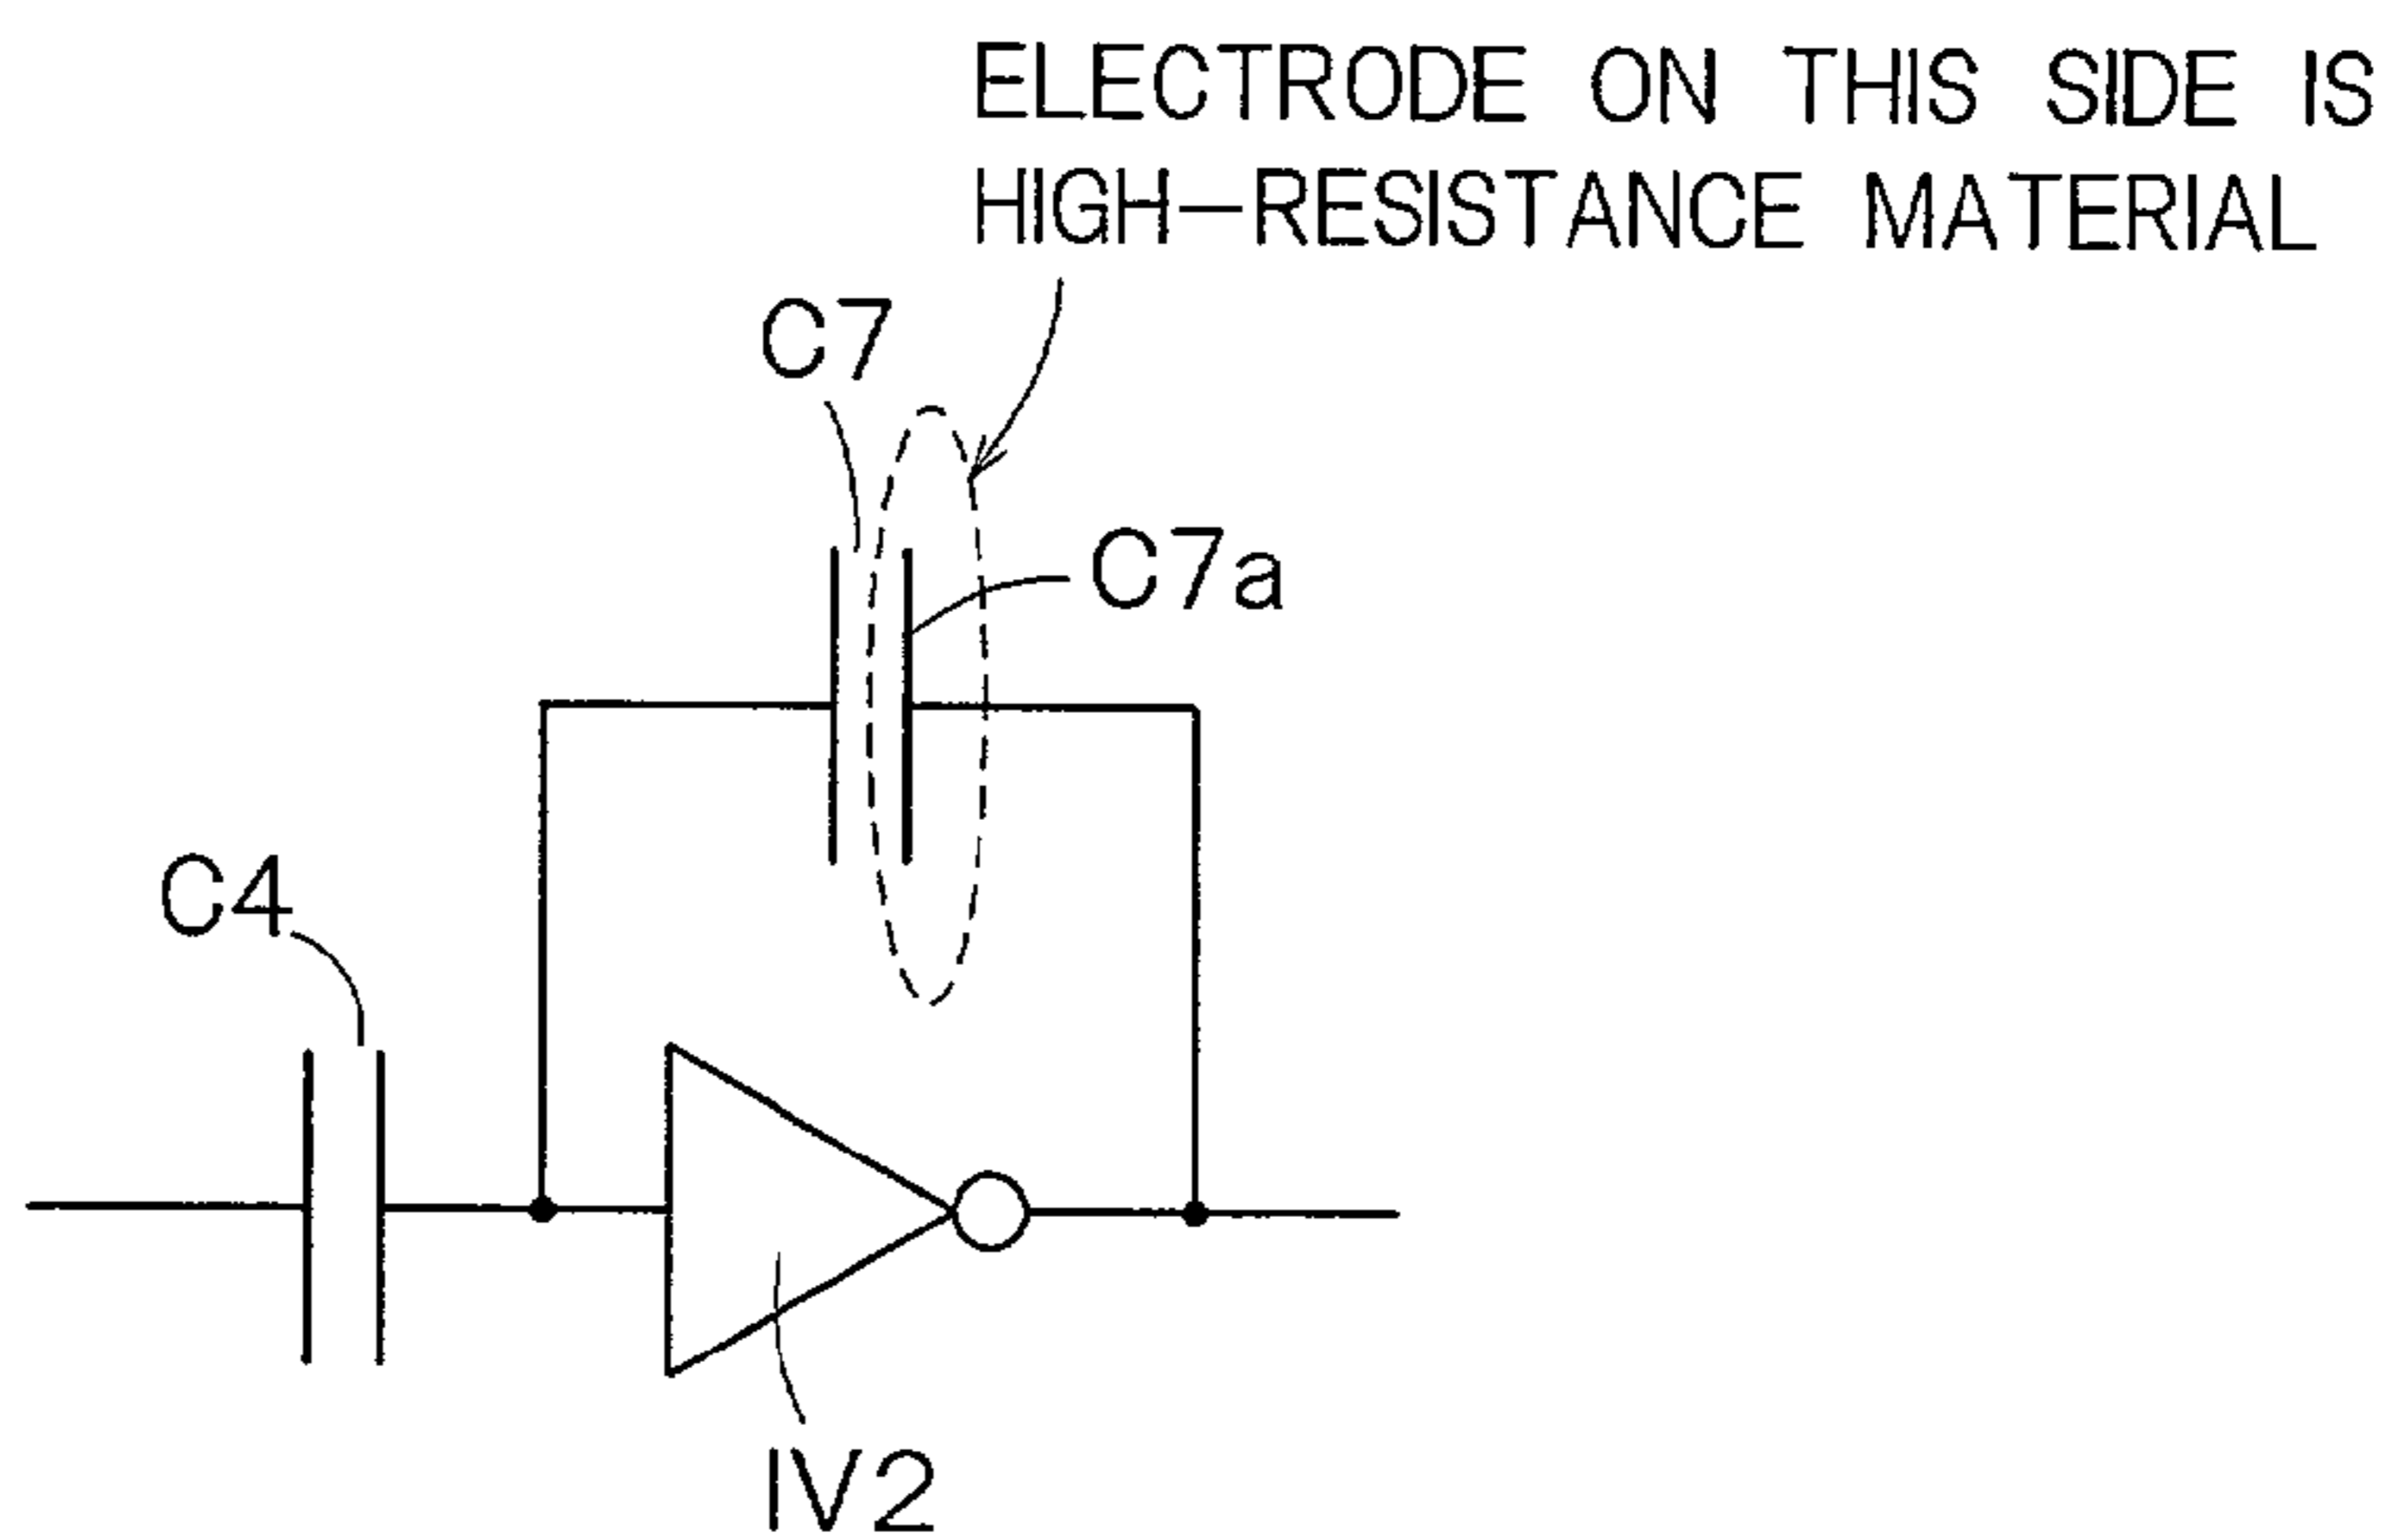 ELECTRODE ON THIS SIDE IS
HIGH-RESISTANCE MATERIAL
C7
C7a
C4
IV2